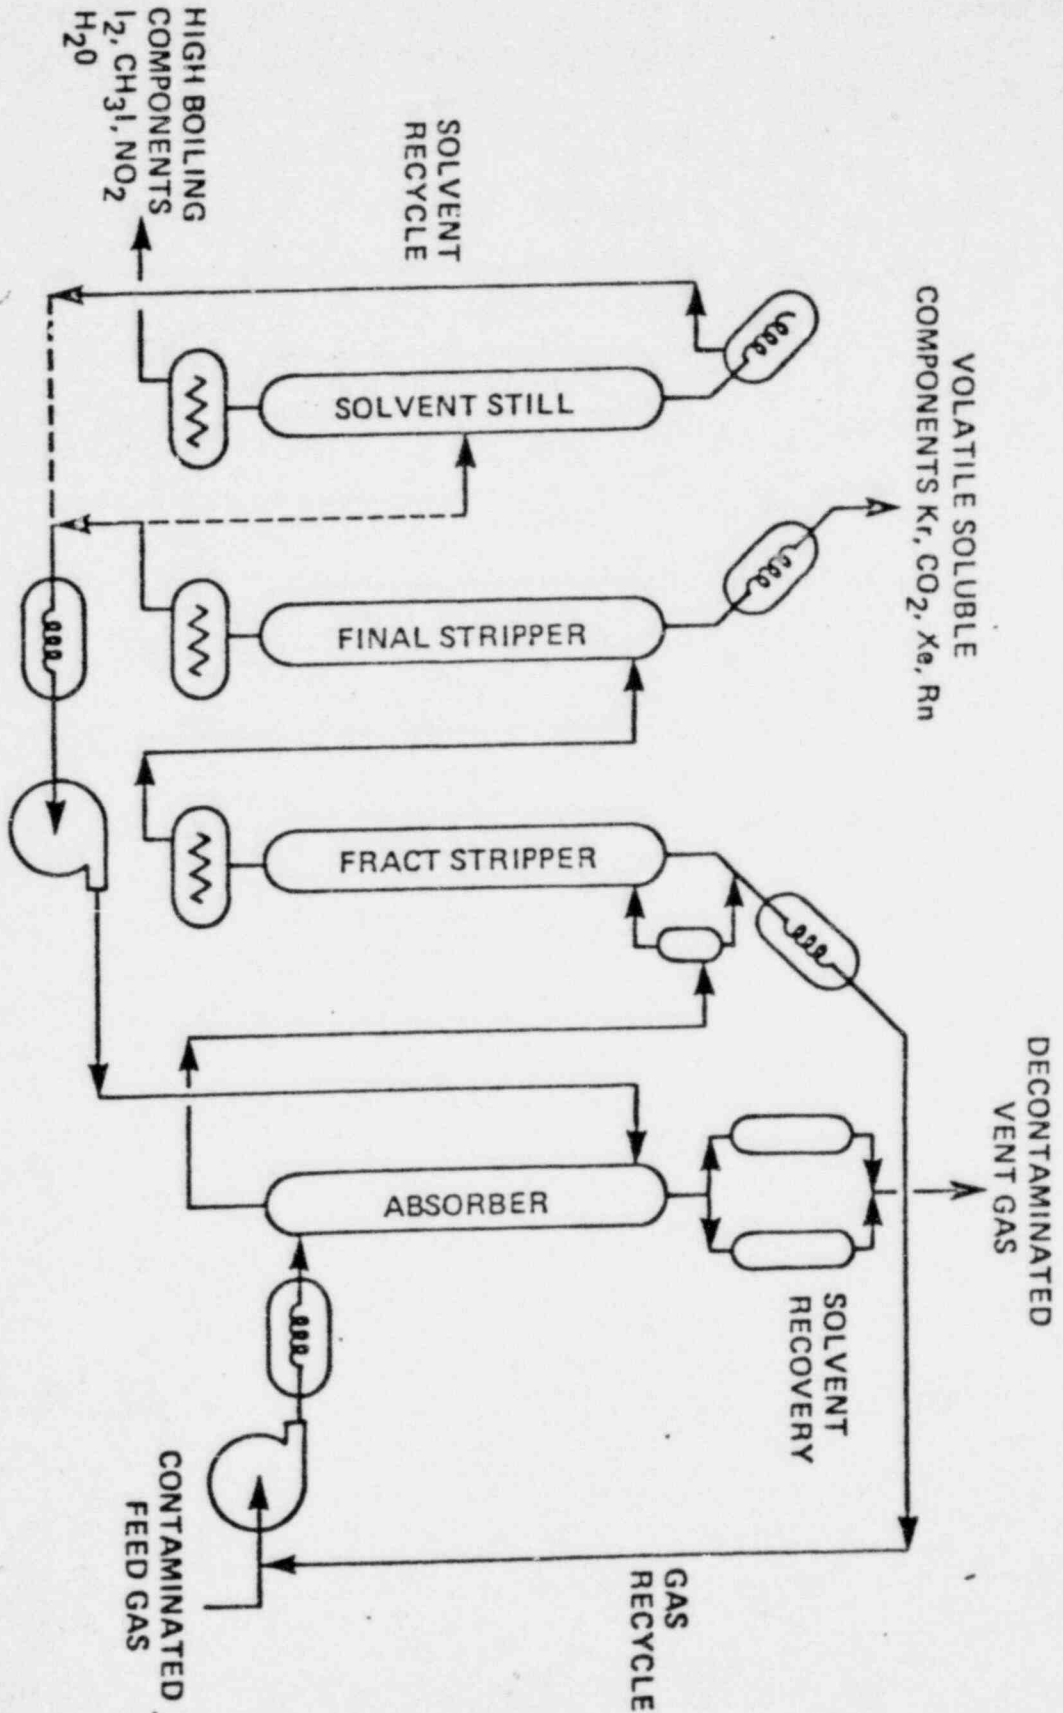 DECONTAMINATED
VENT GAS
VOLATILE SOLUBLE
COMPONENTS Kr, CO2, Xe, Rn
SOLVENT
RECOVERY
GAS
RECYCLE
ABSORBER
FRACT STRIPPER
FINAL STRIPPER
SOLVENT STILL
SOLVENT
RECYCLE
CONTAMINATED
FEED GAS
HIGH BOILING
COMPONENTS
I2, CH3I, NO2
H2O